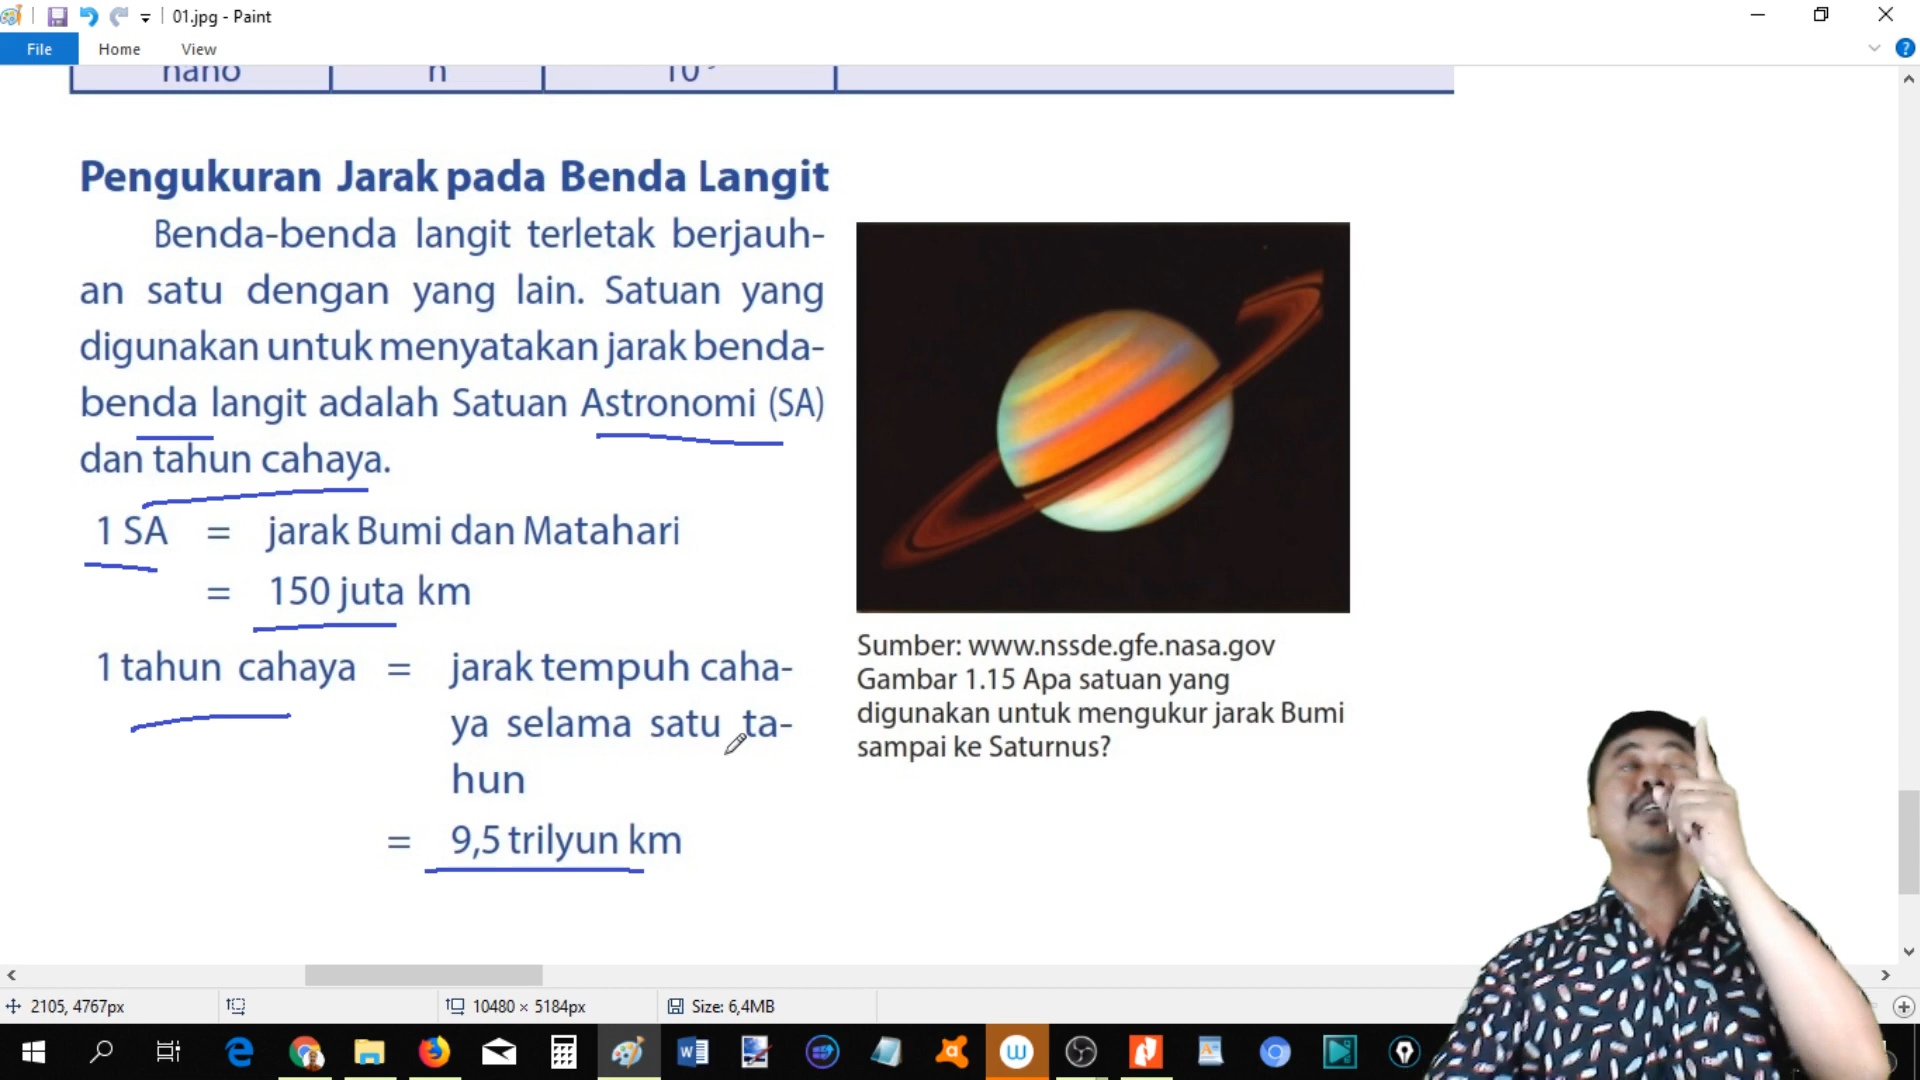 01.jpg - Paint
File Home View
nano n 10
Pengukuran Jarak pada Benda Langit
Benda-benda langit terletak berjauh-
an satu dengan yang lain. Satuan yang
digunakan untuk menyatakan jarak benda-
benda langit adalah Satuan Astronomi (SA)
dan tahun cahaya.
1 SA = jarak Bumi dan Matahari
= 150 juta km
1 tahun cahaya = jarak tempuh caha-
ya selama satu ta-
hun
= 9,5 trilyun km
Sumber: www.nssde.gfe.nasa.gov
Gambar 1.15 Apa satuan yang
digunakan untuk mengukur jarak Bumi
sampai ke Saturnus?
2105, 4767px
10480 × 5184px
Size: 6,4MB